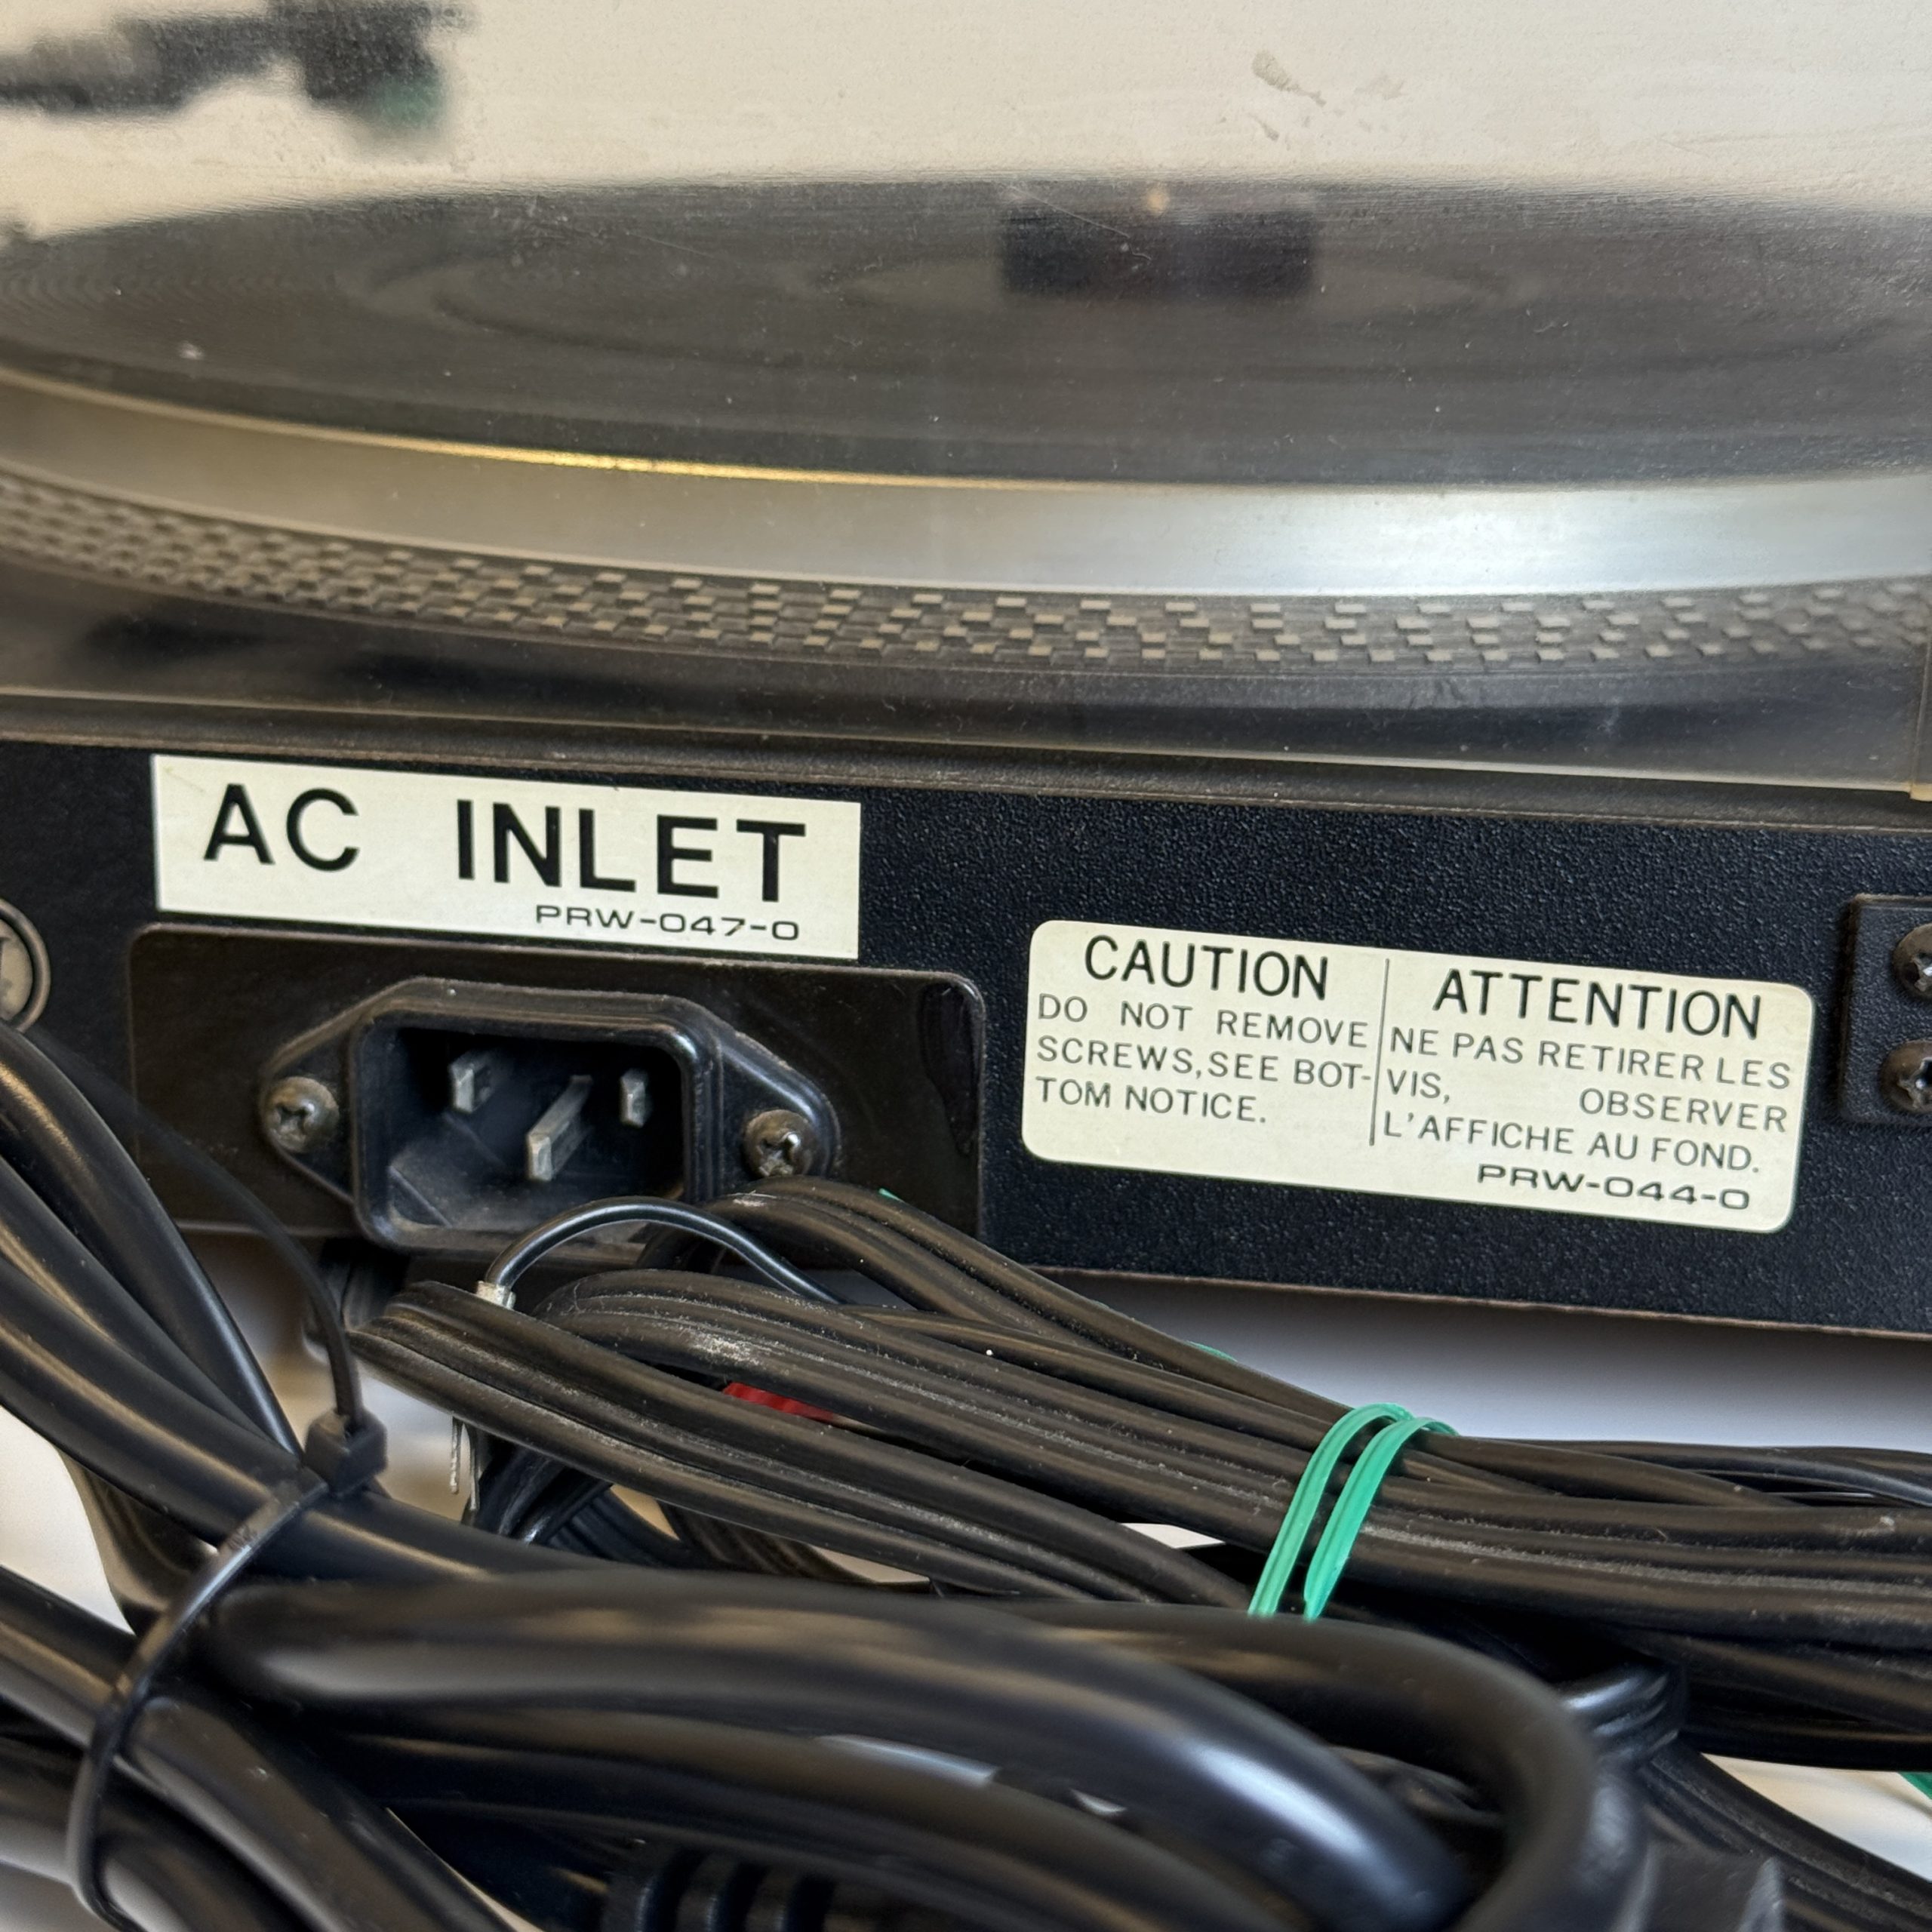 AC INLET
PRW-047-0
CAUTION
DO NOT REMOVE
SCREWS,SEE BOT-
TOM NOTICE.
ATTENTION
NE PAS RETIRER LES
VIS, OBSERVER
L'AFFICHE AU FOND.
PRW-044-0